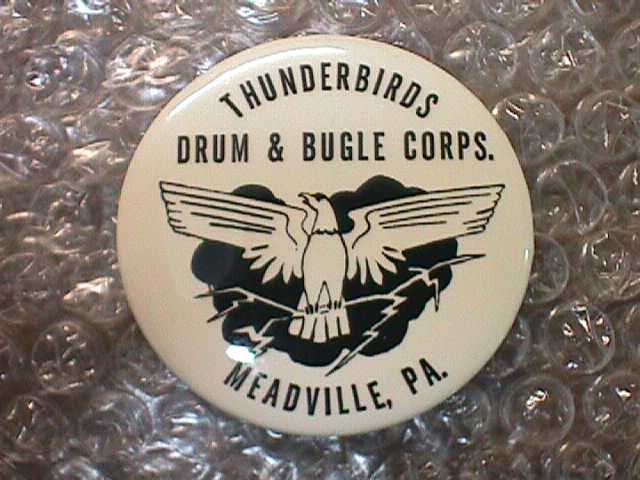 THUNDERBIRDS
DRUM & BUGLE CORPS.
MEADVILLE, PA.